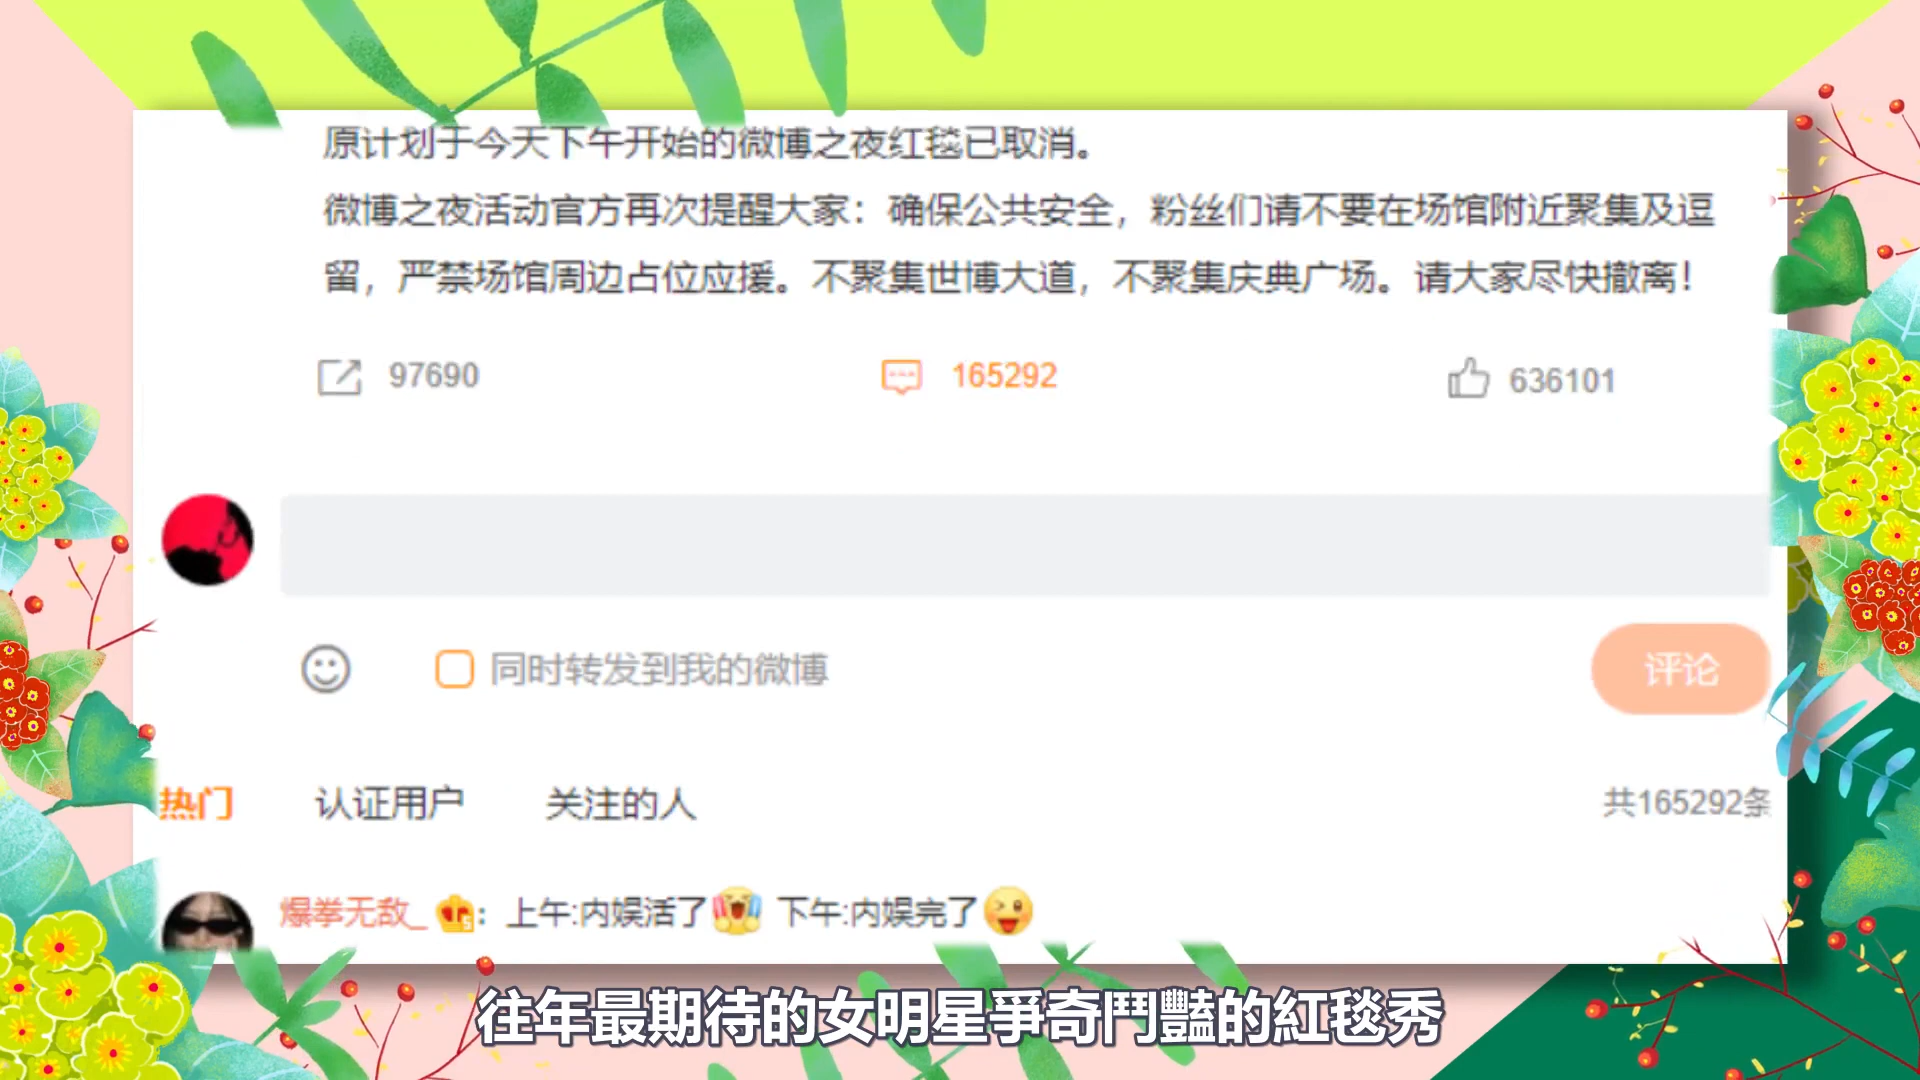 原计划于今天下午开始的微博之夜红毯已取消。
微博之夜活动官方再次提醒大家：确保公共安全，粉丝们请不要在场馆附近聚集及逗
留，严禁场馆周边占位应援。不聚集世博大道，不聚集庆典广场。请大家尽快撤离！
97690 165292 636101
同时转发到我的微博 评论
热门 认证用户 关注的人 共165292条
爆拳无敌_ 5：上午:内娱活了 下午:内娱完了
往年最期待的女明星爭奇鬥豔的紅毯秀